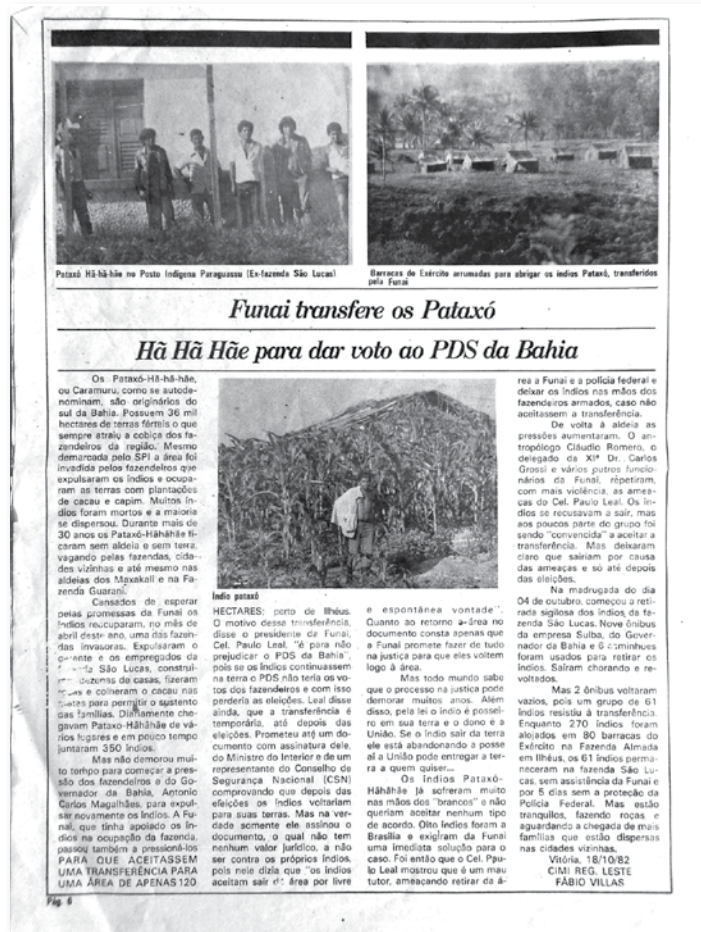 Pataxó Hã-hã-hãe no Posto Indígena Paraguassu (Ex-fazenda São Lucas)
Barracas do Exército arrumadas para abrigar os índios Pataxó, transferidos
pela Funai
Funai transfere os Pataxó
Hã Hã Hãe para dar voto ao PDS da Bahia
Os Pataxó-Hã-hã-hãe,
ou Caramuru, como se autode-
nominam, são originários do
sul da Bahia. Possuem 36 mil
hectares de terras férteis o que
sempre atraiu a cobiça dos fa-
zendeiros da região. Mesmo
demarcada pelo SPI a área foi
invadida pelos fazendeiros que
expulsaram os índios e ocupa-
ram as terras com plantações
de cacau e capim. Muitos ín-
dios foram mortos e a maioria
se dispersou. Durante mais de
30 anos os Pataxó-Hãhãhãe fi-
caram sem aldeia e sem terra,
vagando pelas fazendas, cida-
des vizinhas e até mesmo nas
aldeias dos Maxakali e na Fa-
zenda Guarani.
Cansados de esperar
pelas promessas da Funai os
índios reocuparam, no mês de
abril deste ano, uma das fazen-
das invasoras. Expulsaram o
gerente e os empregados da
São Lucas, construí-
ram dezenas de casas, fizeram
e colheram o cacau nas
para permitir o sustento
das famílias. Diariamente che-
gavam Pataxo-Hãhãhãe de vá-
rios lugares e em pouco tempo
juntaram 350 índios.
Mas não demorou mui-
to tempo para começar a pres-
são dos fazendeiros e do Go-
vernador da Bahia, Antonio
Carlos Magalhães, para expul-
sar novamente os índios. A Fu-
nai, que tinha apoiado os ín-
dios na ocupação da fazenda,
passou também a pressioná-los
PARA QUE ACEITASSEM
UMA TRANSFERÊNCIA PARA
UMA ÁREA DE APENAS 120
Índio pataxó
HECTARES: perto de Ilhéus.
O motivo dessa transferência,
disse o presidente da Funai,
Cel. Paulo Leal, "é para não
prejudicar o PDS da Bahia",
pois se os índios continuassem
na terra o PDS não teria os vo-
tos dos fazendeiros e com isso
perderia as eleições. Leal disse
ainda, que a transferência é
temporária, até depois das
eleições. Prometeu até um do-
cumento com assinatura dele,
do Ministro do Interior e de um
representante do Conselho de
Segurança Nacional (CSN)
comprovando que depois das
eleições os índios voltariam
para suas terras. Mas na ver-
dade somente ele assinou o
documento, o qual não tem
nenhum valor jurídico, a não
ser contra os próprios índios,
pois nele dizia que "os índios
aceitam sair da área por livre
e espontânea vontade".
Quanto ao retorno a-área no
documento consta apenas que
a Funai promete fazer de tudo
na justiça para que eles voltem
logo à área.
Mas todo mundo sabe
que o processo na justiça pode
demorar muitos anos. Além
disso, pela lei o índio é possei-
ro em sua terra e o dono é a
União. Se o índio sair da terra
ele está abandonando a posse
aí a União pode entregar a ter-
ra a quem quiser...
Os índios Pataxó-
Hãhãhãe já sofreram muito
nas mãos dos "brancos" e não
queriam aceitar nenhum tipo
de acordo. Oito índios foram a
Brasília e exigiram da Funai
uma imediata solução para o
caso. Foi então que o Cel. Pau-
lo Leal mostrou que é um mau
tutor, ameaçando retirar da á-
rea a Funai e a polícia federal e
deixar os índios nas mãos dos
fazendeiros armados, caso não
aceitassem a transferência.
De volta à aldeia as
pressões aumentaram. O an-
tropólogo Cláudio Romero, o
delegado da XIª Dr. Carlos
Grossi e vários outros funcio-
nários da Funai, repetiram,
com mais violência, as amea-
ças do Cel. Paulo Leal. Os ín-
dios se recusavam a sair, mas
aos poucos parte do grupo foi
sendo "convencida" a aceitar a
transferência. Mas deixaram
claro que sairiam por causa
das ameaças e só até depois
das eleições.
Na madrugada do dia
04 de outubro, começou a reti-
rada sigilosa dos índios, da fa-
zenda São Lucas. Nove ônibus
da empresa Sulba, do Gover-
nador da Bahia e 6 caminhoes
foram usados para retirar os
índios. Saíram chorando e re-
voltados.
Mas 2 ônibus voltaram
vazios, pois um grupo de 61
índios resistiu à transferência.
Enquanto 270 índios foram
alojados em 80 barracas do
Exército na Fazenda Almada
em Ilhéus, os 61 índios perma-
neceram na fazenda São Lu-
cas, sem assistência da Funai e
por 5 dias sem a proteção da
Polícia Federal. Mas estão
tranquilos, fazendo roças e
aguardando a chegada de mais
famílias que estão dispersas
nas cidades vizinhas.
Vitória, 18/10/82
CIMI REG. LESTE
FÁBIO VILLAS
Pág. 6